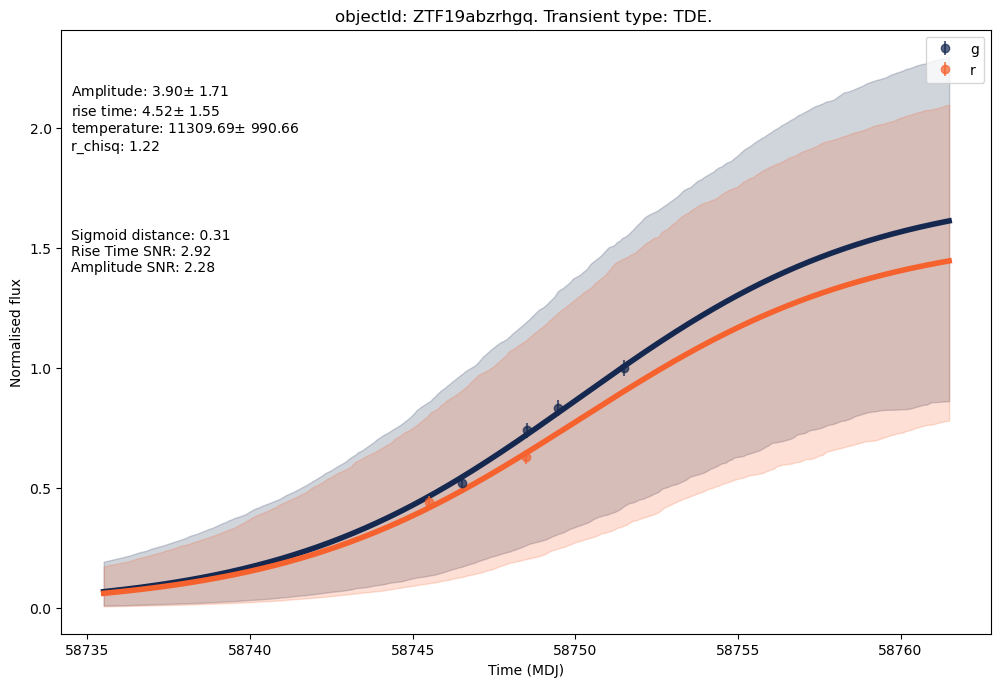 objectId: ZTF19abzrhgq. Transient type: TDE.
g
r
Amplitude: 3.90± 1.71
rise time: 4.52± 1.55
temperature: 11309.69± 990.66
r_chisq: 1.22
Sigmoid distance: 0.31
Rise Time SNR: 2.92
Amplitude SNR: 2.28
Normalised flux
2.0
1.5
1.0
0.5
0.0
58735
58740
58745
58750
58755
58760
Time (MDJ)